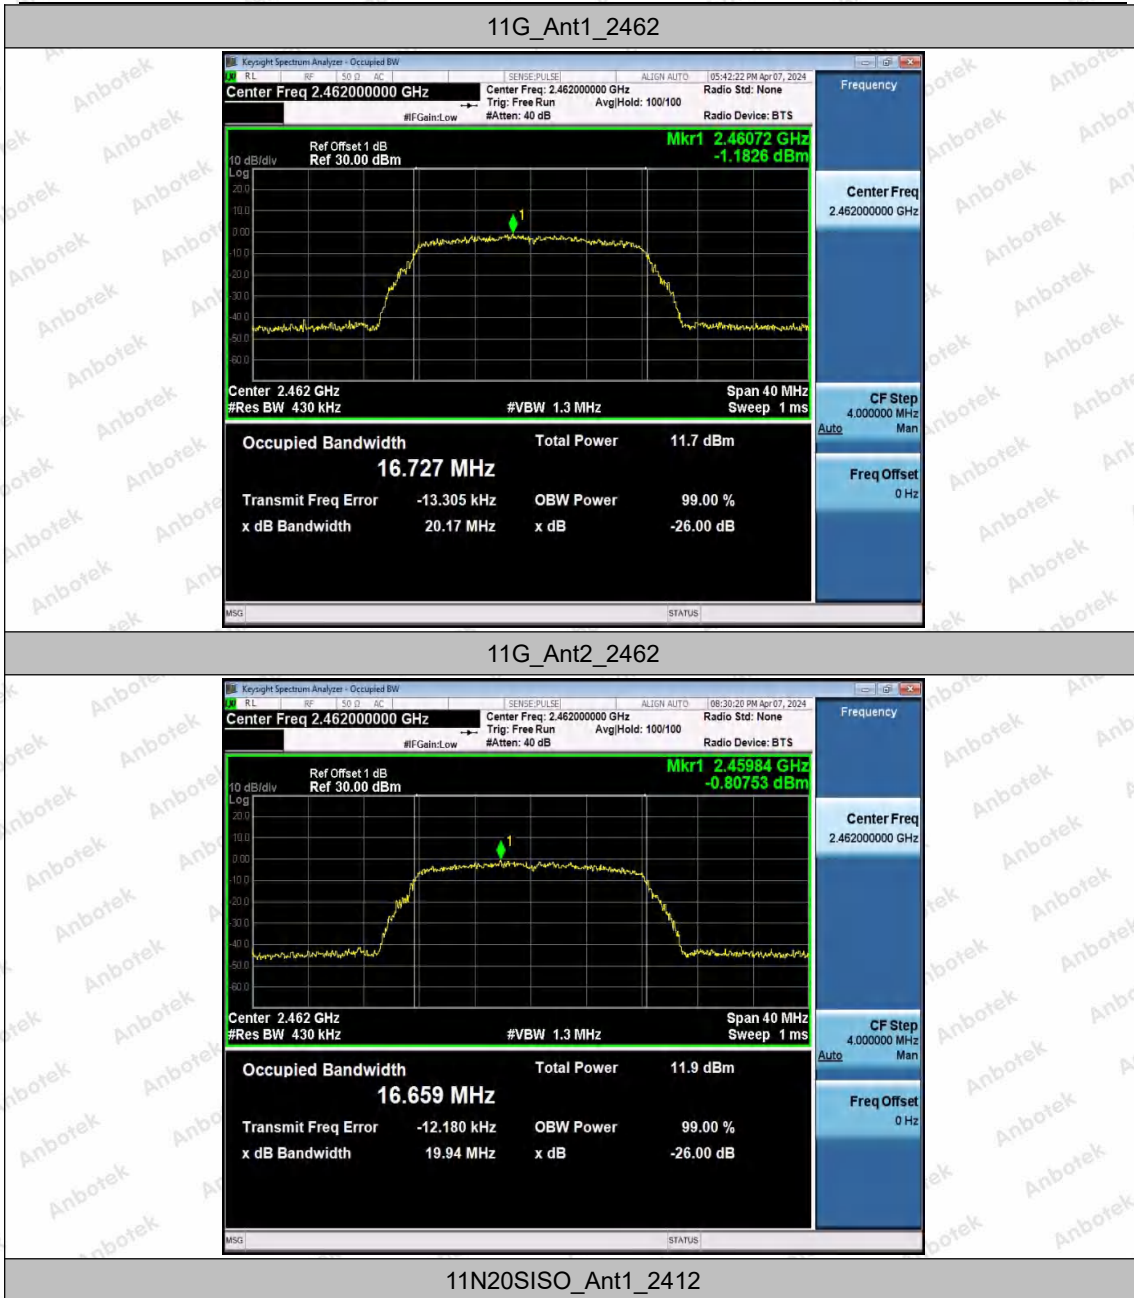 11G_Ant1_2462
Keysight Spectrum Analyzer - Occupied BW
RL RF 50 Ω AC SENSE:PULSE ALIGN AUTO 05:42:22 PM Apr 07, 2024
Center Freq 2.462000000 GHz
Center Freq: 2.462000000 GHz
Radio Std: None
Trig: Free Run Avg|Hold: 100/100
#IFGain:Low #Atten: 40 dB Radio Device: BTS
Frequency
Ref Offset 1 dB
10 dB/div Ref 30.00 dBm
Mkr1 2.46072 GHz
-1.1826 dBm
Log
20.0
10.0
0.00
-10.0
-20.0
-30.0
-40.0
-50.0
-60.0
1
Center Freq
2.462000000 GHz
Center 2.462 GHz Span 40 MHz
#Res BW 430 kHz #VBW 1.3 MHz Sweep 1 ms
CF Step
4.000000 MHz
Auto Man
Occupied Bandwidth Total Power 11.7 dBm
16.727 MHz
Transmit Freq Error -13.305 kHz OBW Power 99.00 %
x dB Bandwidth 20.17 MHz x dB -26.00 dB
Freq Offset
0 Hz
MSG STATUS
11G_Ant2_2462
Keysight Spectrum Analyzer - Occupied BW
RL RF 50 Ω AC SENSE:PULSE ALIGN AUTO 08:30:20 PM Apr 07, 2024
Center Freq 2.462000000 GHz
Center Freq: 2.462000000 GHz
Radio Std: None
Trig: Free Run Avg|Hold: 100/100
#IFGain:Low #Atten: 40 dB Radio Device: BTS
Frequency
Ref Offset 1 dB
10 dB/div Ref 30.00 dBm
Mkr1 2.45984 GHz
-0.80753 dBm
Log
20.0
10.0
0.00
-10.0
-20.0
-30.0
-40.0
-50.0
-60.0
1
Center Freq
2.462000000 GHz
Center 2.462 GHz Span 40 MHz
#Res BW 430 kHz #VBW 1.3 MHz Sweep 1 ms
CF Step
4.000000 MHz
Auto Man
Occupied Bandwidth Total Power 11.9 dBm
16.659 MHz
Transmit Freq Error -12.180 kHz OBW Power 99.00 %
x dB Bandwidth 19.94 MHz x dB -26.00 dB
Freq Offset
0 Hz
MSG STATUS
11N20SISO_Ant1_2412